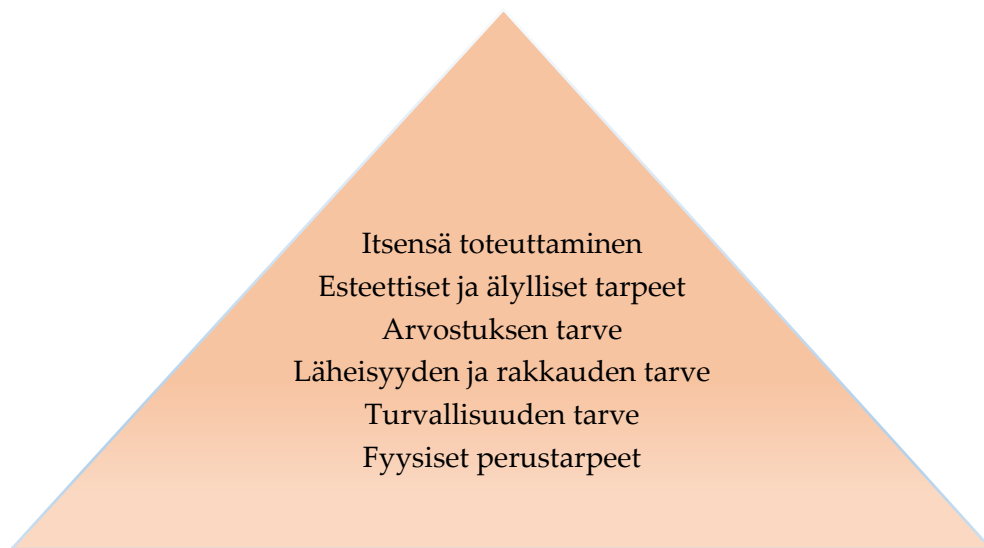 Itsensä toteuttaminen
Esteettiset ja älylliset tarpeet
Arvostuksen tarve
Läheisyyden ja rakkauden tarve
Turvallisuuden tarve
Fyysiset perustarpeet